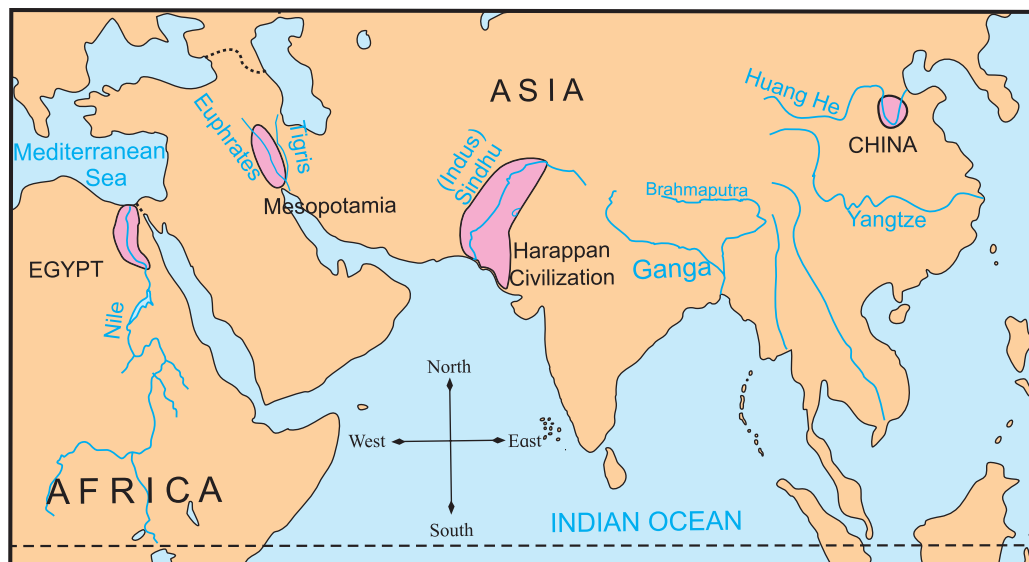 ASIA
Huang He
CHINA
Euphrates
Tigris
Mediterranean
Sea
(Indus)
Sindhu
Brahmaputra
Yangtze
Mesopotamia
Harappan
Civilization
Ganga
EGYPT
Nile
North
West
East
South
AFRICA
INDIAN OCEAN